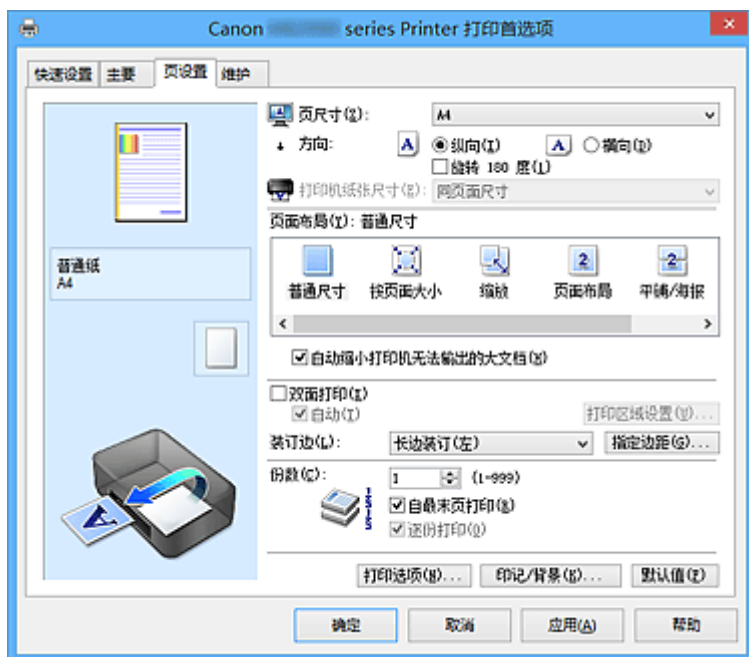 Canon series Printer 打印首选项
快速设置 主要 页设置 维护
页尺寸(Z): A4
方向: A 纵向(I) A 横向(D)
旋转 180 度(L)
打印机纸张尺寸(E): 同页面尺寸
页面布局(Y): 普通尺寸
普通尺寸 按页面大小 缩放 页面布局 平铺/海报
普通纸
A4
自动缩小打印机无法输出的大文档(N)
双面打印(X)
自动(T) 打印区域设置(U)...
装订边(L): 长边装订(左) 指定边距(G)...
份数(C): 1 (1-999)
自最末页打印(R)
逐份打印(O)
打印选项(N)... 印记/背景(K)... 默认值(F)
确定 取消 应用(A) 帮助